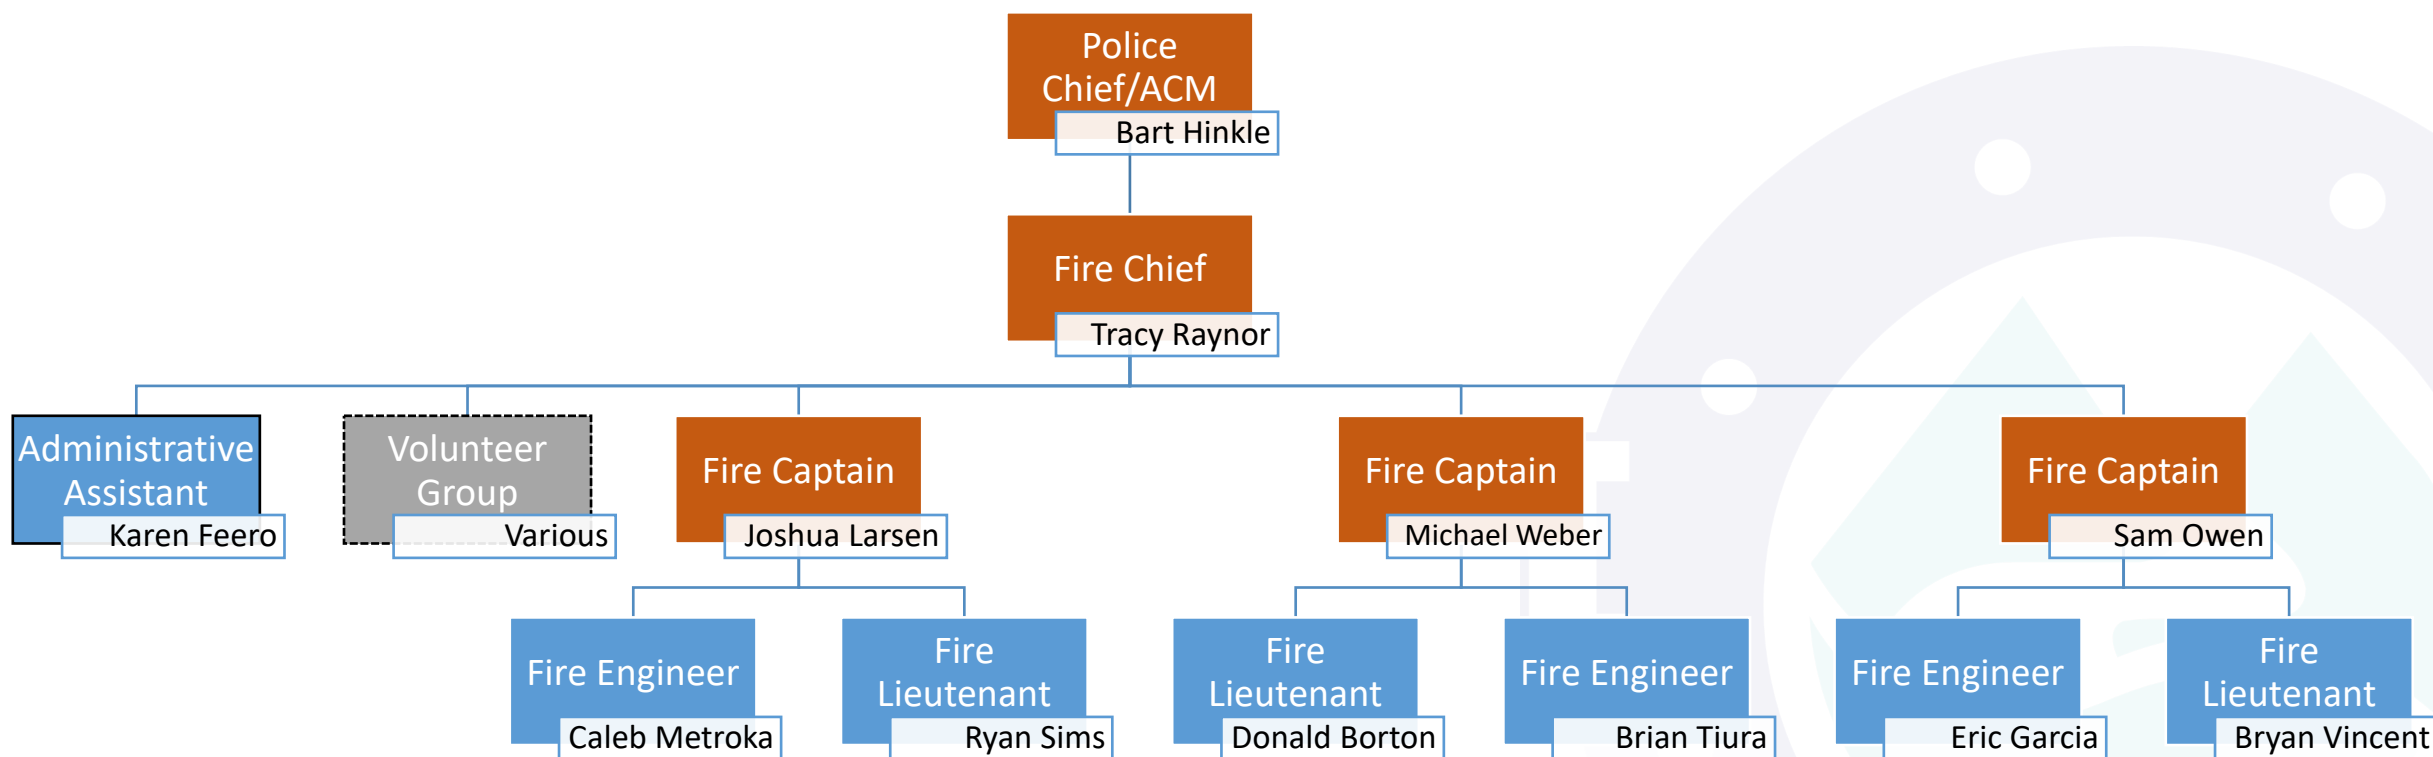 Police
Chief/ACM
Bart Hinkle
Fire Chief
Tracy Raynor
Administrative
Assistant
Karen Feero
Volunteer
Group
Various
Fire Captain
Joshua Larsen
Fire Captain
Michael Weber
Fire Captain
Sam Owen
Fire Engineer
Caleb Metroka
Fire
Lieutenant
Ryan Sims
Fire
Lieutenant
Donald Borton
Fire Engineer
Brian Tiura
Fire Engineer
Eric Garcia
Fire
Lieutenant
Bryan Vincent